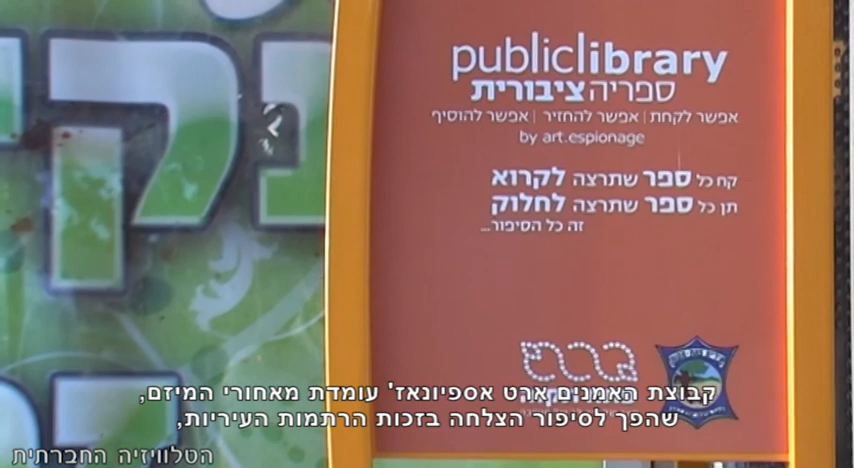 publiclibrary
ספריהציבורית
אפשר לקחת | אפשר להחזיר | אפשר להוסיף
by art.espionage
קח כל ספר שתרצה לקרוא
תן כל ספר שתרצה לחלוק
זה כל הסיפור...
קבוצת האמנים ארט אספיונאז' עומדת מאחורי המיזם,
שהפך לסיפור הצלחה בזכות הרתמות העיריות,
הטלוויזיה החברתית